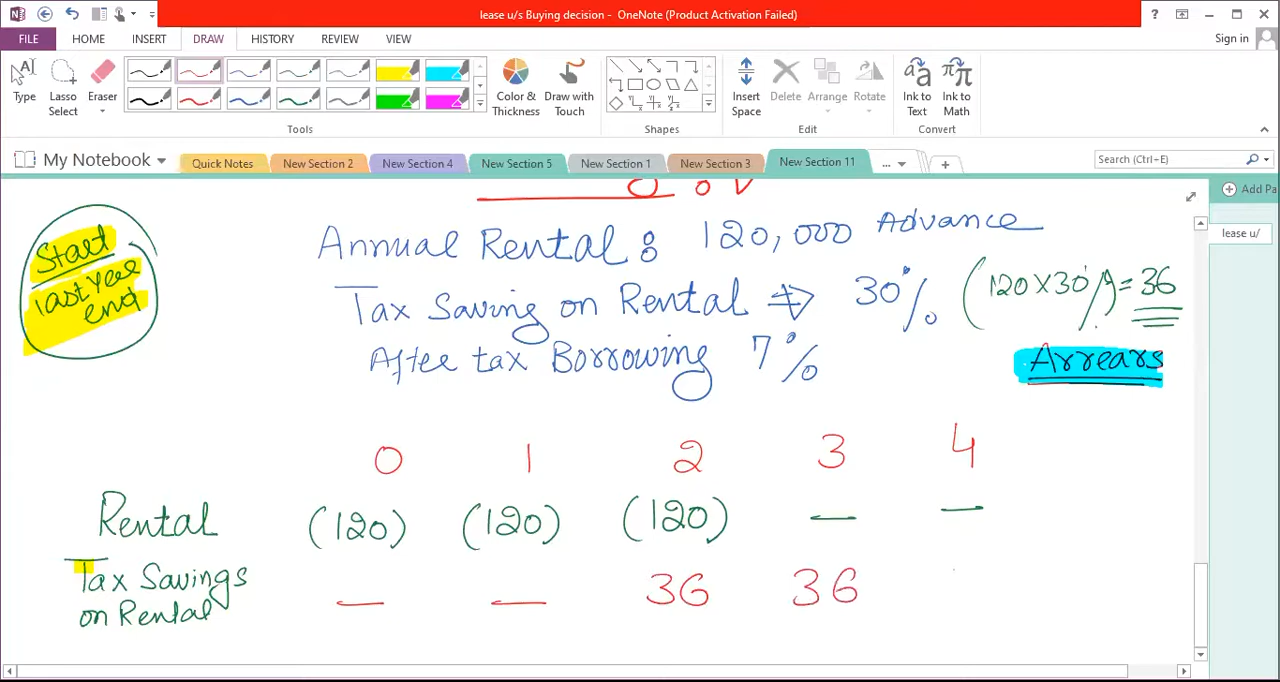 lease u/s Buying decision - OneNote (Product Activation Failed)
FILE HOME INSERT DRAW HISTORY REVIEW VIEW Sign in
Type Lasso Select Eraser Color & Thickness Draw with Touch Insert Space Delete Arrange Rotate Ink to Text Ink to Math
Tools Shapes Edit Convert
My Notebook Quick Notes New Section 2 New Section 4 New Section 5 New Section 1 New Section 3 New Section 11 ... Search (Ctrl+E)
Add Pa
lease u/
Start
last year
end
Annual Rental : 120,000 Advance
Tax Saving on Rental ⇒ 30% (120×30%)=36
After tax Borrowing 7%
Arrears
0 1 2 3 4
Rental (120) (120) (120) — —
Tax Savings — — 36 36
on Rental